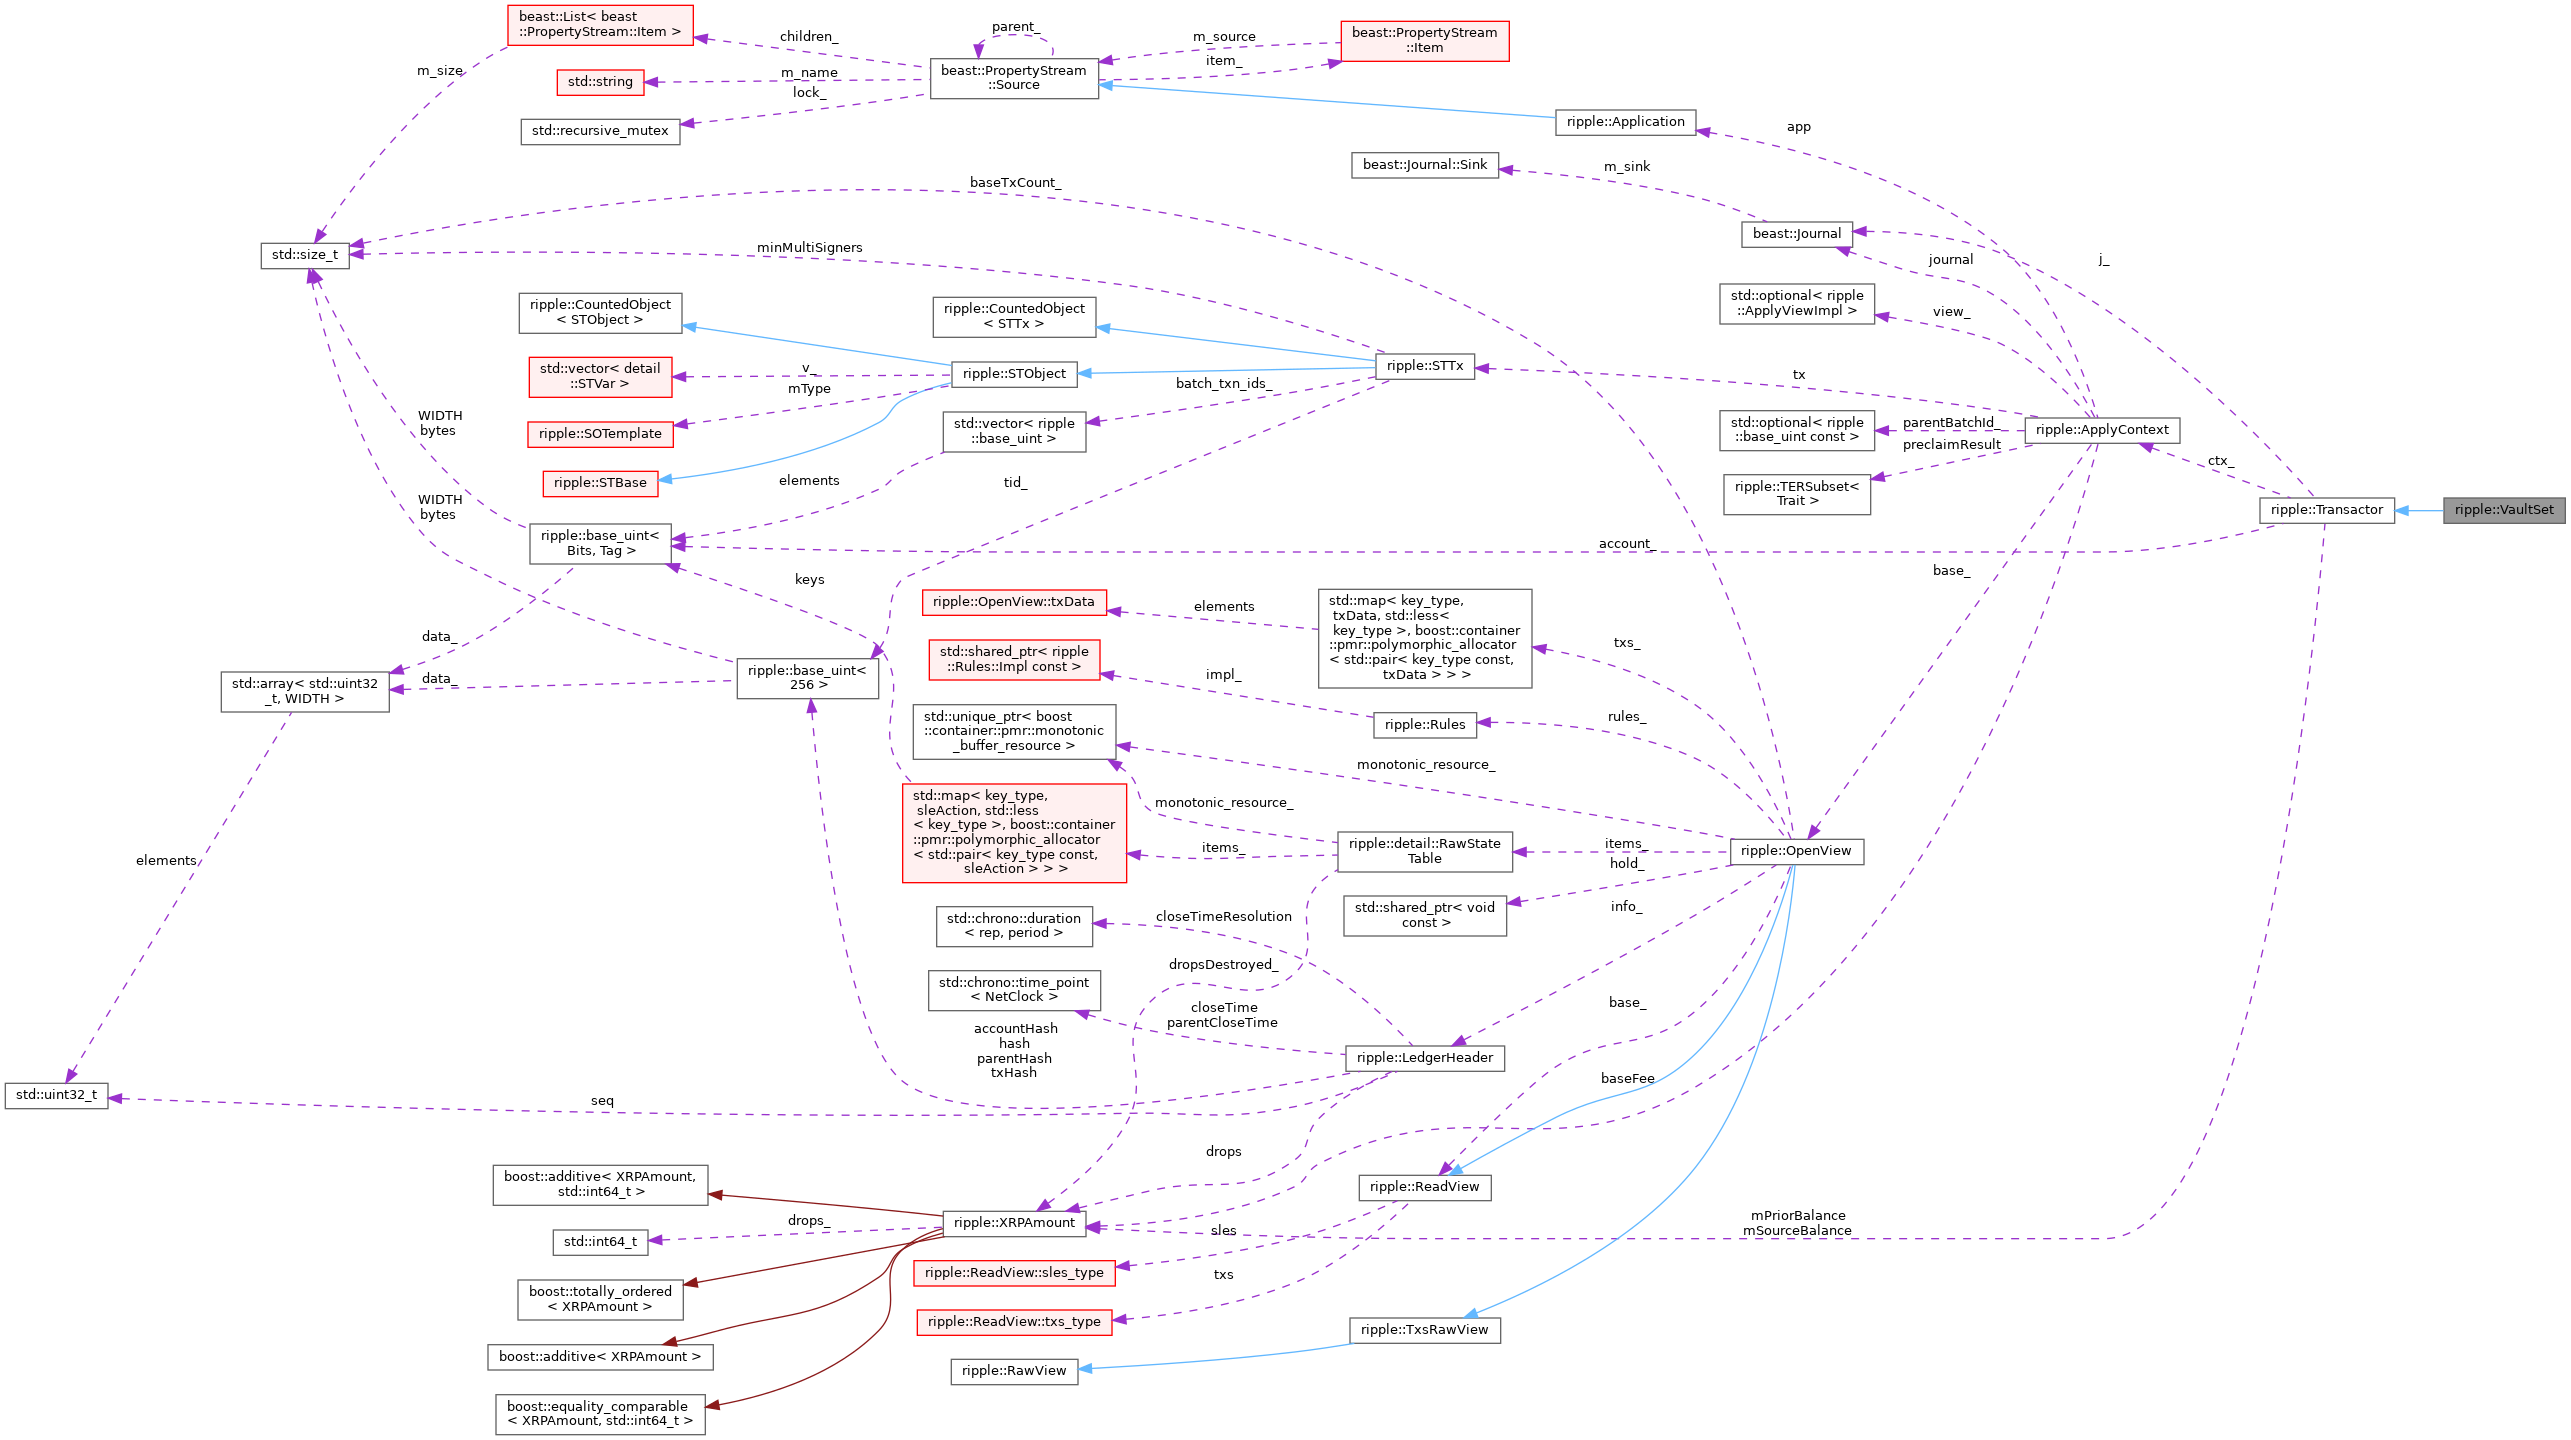 beast::List< beast
::PropertyStream::Item >
children_
parent_
m_source
item_
beast::PropertyStream
::Item
m_size
std::string
m_name
lock_
beast::PropertyStream
::Source
std::recursive_mutex
ripple::Application
app
beast::Journal::Sink
m_sink
baseTxCount_
beast::Journal
journal
j_
std::size_t
minMultiSigners
std::optional< ripple
::ApplyViewImpl >
view_
ripple::CountedObject
< STObject >
ripple::CountedObject
< STTx >
std::vector< detail
::STVar >
v_
mType
ripple::STObject
ripple::STTx
tx
batch_txn_ids_
WIDTH
bytes
ripple::SOTemplate
std::vector< ripple
::base_uint >
std::optional< ripple
::base_uint const >
parentBatchId_
preclaimResult
ripple::ApplyContext
ctx_
ripple::STBase
elements
tid_
ripple::TERSubset<
Trait >
WIDTH
bytes
ripple::Transactor
ripple::VaultSet
ripple::base_uint<
Bits, Tag >
account_
keys
base_
ripple::OpenView::txData
elements
std::map< key_type,
txData, std::less<
key_type >, boost::container
::pmr::polymorphic_allocator
< std::pair< key_type const,
txData > > >
txs_
data_
std::shared_ptr< ripple
::Rules::Impl const >
impl_
std::array< std::uint32
_t, WIDTH >
data_
ripple::base_uint<
256 >
std::unique_ptr< boost
::container::pmr::monotonic
_buffer_resource >
ripple::Rules
rules_
monotonic_resource_
monotonic_resource_
std::map< key_type,
sleAction, std::less
< key_type >, boost::container
::pmr::polymorphic_allocator
< std::pair< key_type const,
sleAction > > >
items_
ripple::detail::RawState
Table
items_
hold_
ripple::OpenView
elements
std::shared_ptr< void
const >
info_
std::chrono::duration
< rep, period >
closeTimeResolution
dropsDestroyed_
std::chrono::time_point
< NetClock >
closeTime
parentCloseTime
base_
accountHash
hash
parentHash
txHash
ripple::LedgerHeader
baseFee
std::uint32_t
seq
drops
boost::additive< XRPAmount,
std::int64_t >
drops_
std::int64_t
ripple::XRPAmount
ripple::ReadView
mPriorBalance
mSourceBalance
sles
ripple::ReadView::sles_type
txs
boost::totally_ordered
< XRPAmount >
ripple::ReadView::txs_type
ripple::TxsRawView
boost::additive< XRPAmount >
ripple::RawView
boost::equality_comparable
< XRPAmount, std::int64_t >